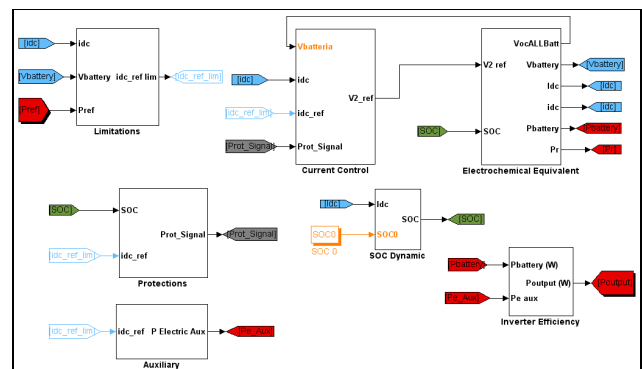 [idc]
idc
[Vbattery]
Vbattery
idc_ref lim
[idc_ref_lim]
[Pref]
Pref
Limitations
Vbatteria
[idc]
idc
[idc_ref_lim]
idc_ref
V2_ref
[Prot_Signal]
Prot_Signal
Current Control
VocALLBatt
V2 ref
Vbattery
[Vbattery]
Idc
[Idc]
idc
[idc]
[SOC]
SOC
Pbattery
[Pbattery]
Pr
Electrochemical Equivalent
[SOC]
SOC
Prot_Signal
[Prot_Signal]
[idc_ref_lim]
idc_ref
Protections
[Idc]
Idc
SOC
[SOC]
SOC0
SOC0
SOC 0
SOC Dynamic
[Pbattery]
Pbattery (W)
Poutput (W)
[Poutput]
[Pe_Aux]
Pe aux
Inverter Efficiency
[idc_ref_lim]
idc_ref
P Electric Aux
[Pe_Aux]
Auxiliary